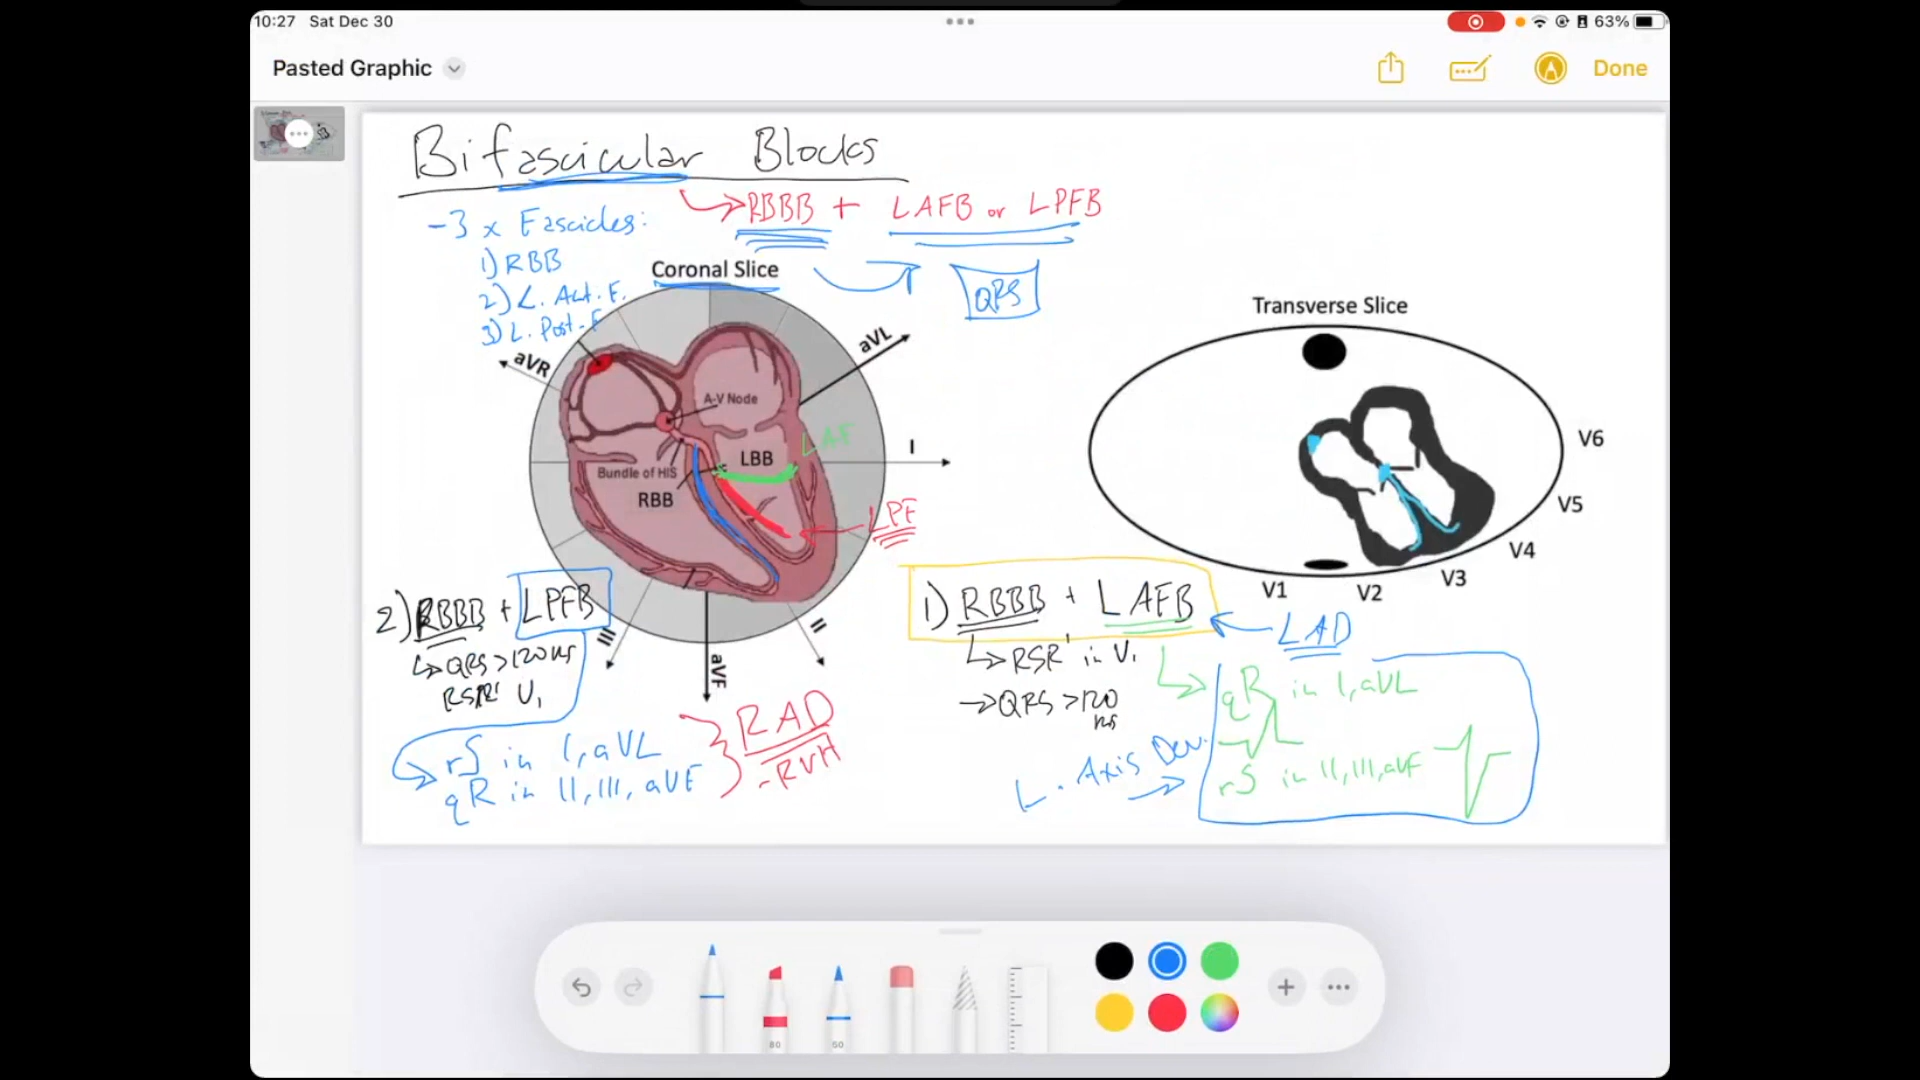 10:27 Sat Dec 30
63%
Pasted Graphic
Done
Bifascicular Blocks
RBBB + LAFB or LPFB
-3 x Fascicles:
1) RBB
2) L. Ant. F.
3) L. Post. F
Coronal Slice
QRS
Transverse Slice
aVR
aVL
A-V Node
LAF
LBB
I
Bundle of HIS
RBB
LPF
V6
V5
V4
V3
V2
V1
III
aVF
II
2) RBBB + LPFB
QRS >120ms
RSR' V1
rS in I, aVL
qR in II, III, aVF
RAD
-RVH
1) RBBB + LAFB
LAD
RSR' in V1
QRS >120
ms
qR in I, aVL
L. Axis Dev.
rS in II, III, aVF
80
50